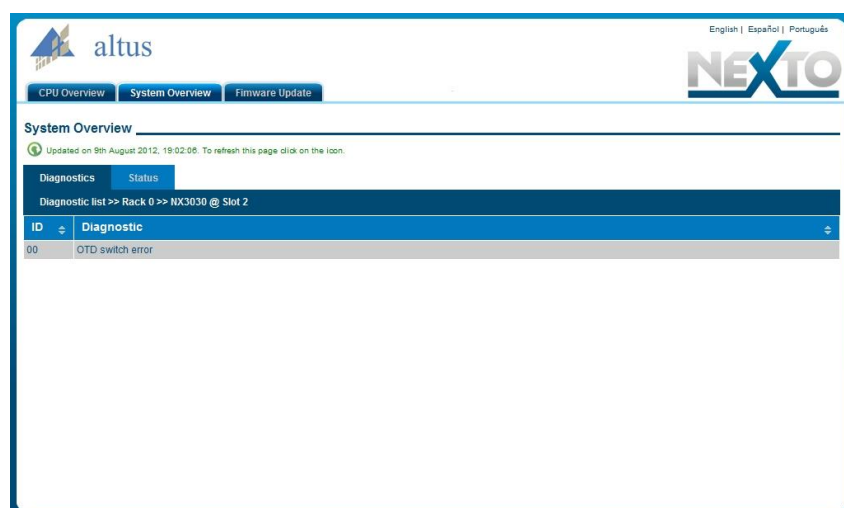 English | Español | Português
altus
NEXTO
CPU Overview System Overview Fimware Update
System Overview
Updated on 9th August 2012, 19:02:06. To refresh this page click on the icon.
Diagnostics Status
Diagnostic list >> Rack 0 >> NX3030 @ Slot 2
ID Diagnostic
00 OTD switch error